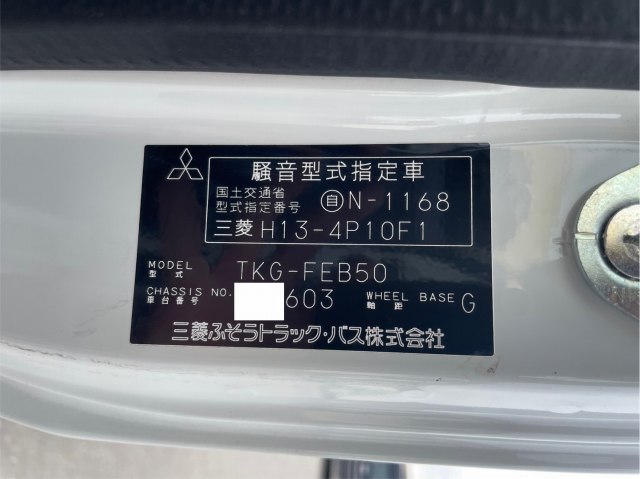 騒音型式指定車
国土交通省
型式指定番号 自N-1168
三菱 H13-4P10F1
MODEL
型式 TKG-FEB50
CHASSIS NO. 603 WHEEL BASE G
車台番号 軸距
三菱ふそうトラック・バス株式会社